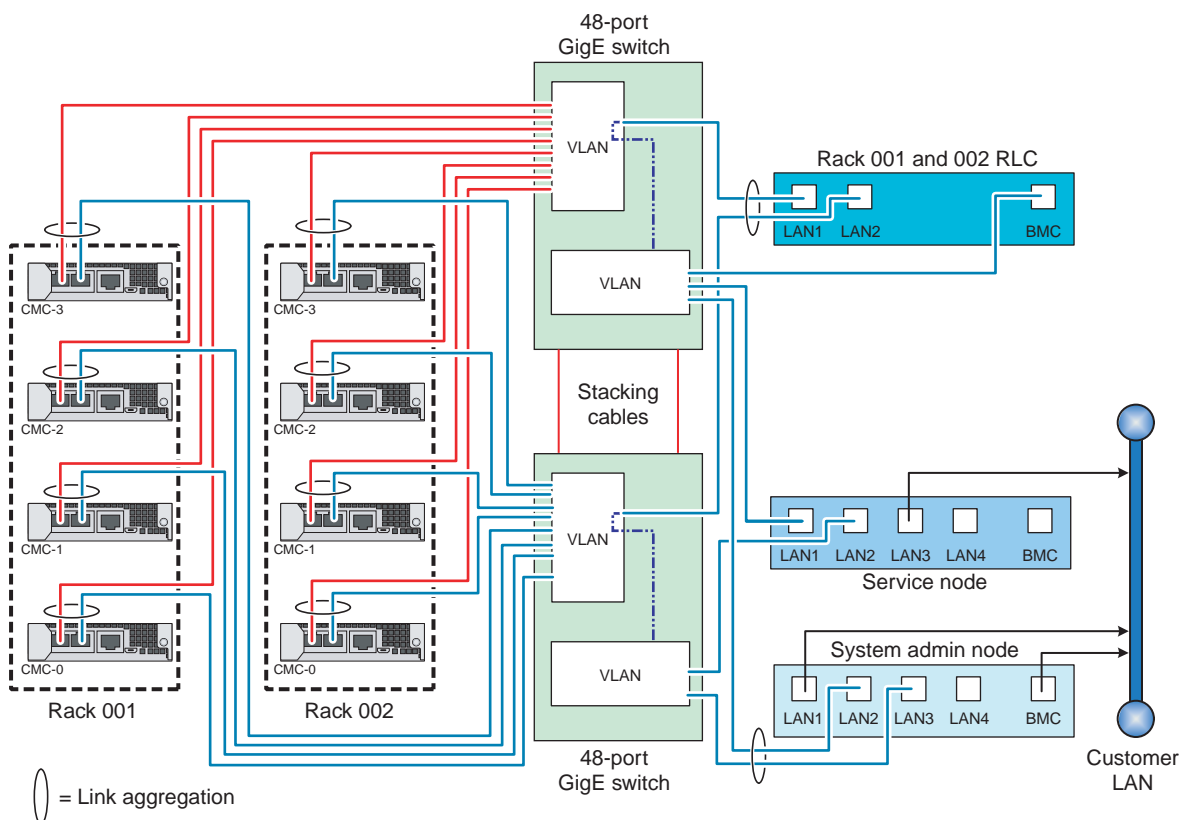 48-port
GigE switch
VLAN
VLAN
Rack 001 and 002 RLC
LAN1 LAN2 BMC
CMC-3
CMC-2
CMC-1
CMC-0
Rack 001
CMC-3
CMC-2
CMC-1
CMC-0
Rack 002
Stacking
cables
VLAN
VLAN
48-port
GigE switch
LAN1 LAN2 LAN3 LAN4 BMC
Service node
System admin node
LAN1 LAN2 LAN3 LAN4 BMC
Customer
LAN
= Link aggregation